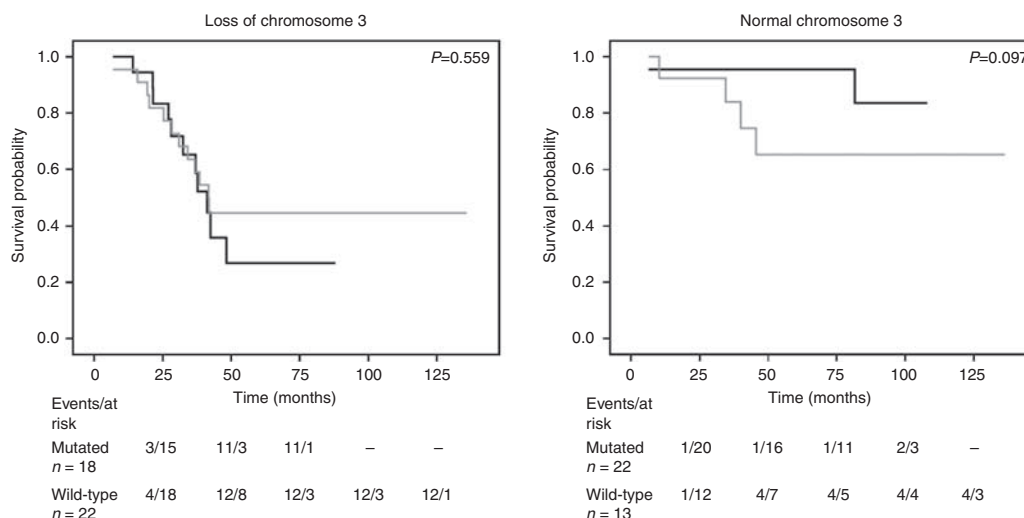 Loss of chromosome 3
P=0.559
1.0
0.8
0.6
0.4
0.2
0.0
Survival probability
0 25 50 75 100 125
Time (months)
Events/at
risk
Mutated 3/15 11/3 11/1 – –
n = 18
Wild-type 4/18 12/8 12/3 12/3 12/1
n = 22
Normal chromosome 3
P=0.097
1.0
0.8
0.6
0.4
0.2
0.0
Survival probability
0 25 50 75 100 125
Time (months)
Events/at
risk
Mutated 1/20 1/16 1/11 2/3 –
n = 22
Wild-type 1/12 4/7 4/5 4/4 4/3
n = 13